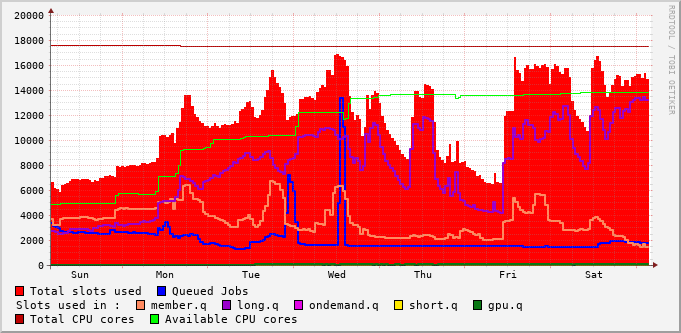 20000
18000
16000
14000
12000
10000
8000
6000
4000
2000
0
Sun Mon Tue Wed Thu Fri Sat
RRDTOOL / TOBI OETIKER
Total slots used Queued Jobs
Slots used in : member.q long.q ondemand.q short.q gpu.q
Total CPU cores Available CPU cores